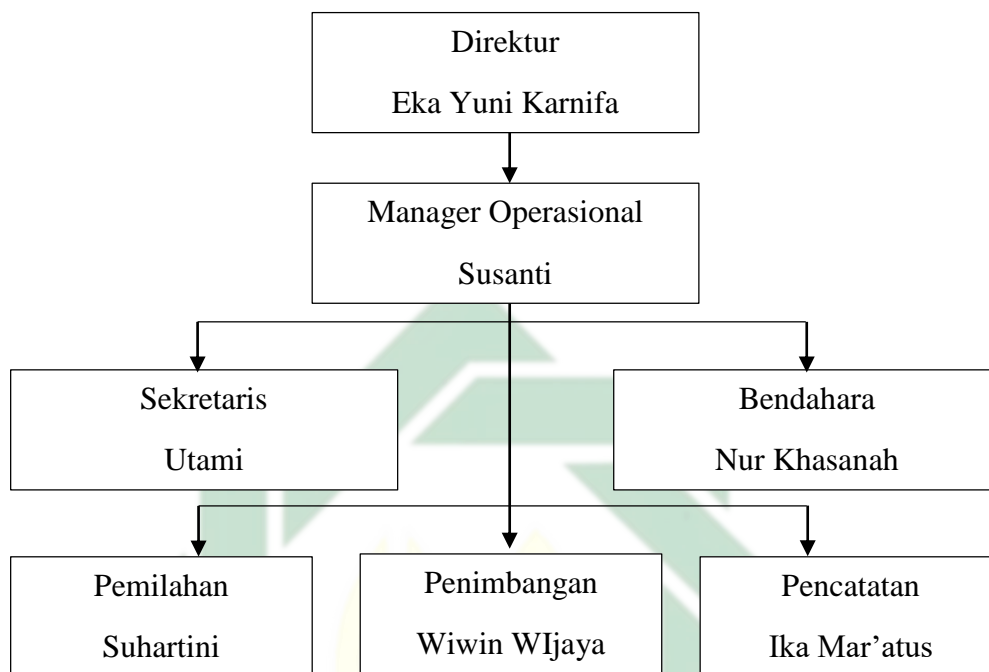 Direktur
Eka Yuni Karnifa
Manager Operasional
Susanti
Sekretaris
Utami
Bendahara
Nur Khasanah
Pemilahan
Suhartini
Penimbangan
Wiwin WIjaya
Pencatatan
Ika Mar’atus